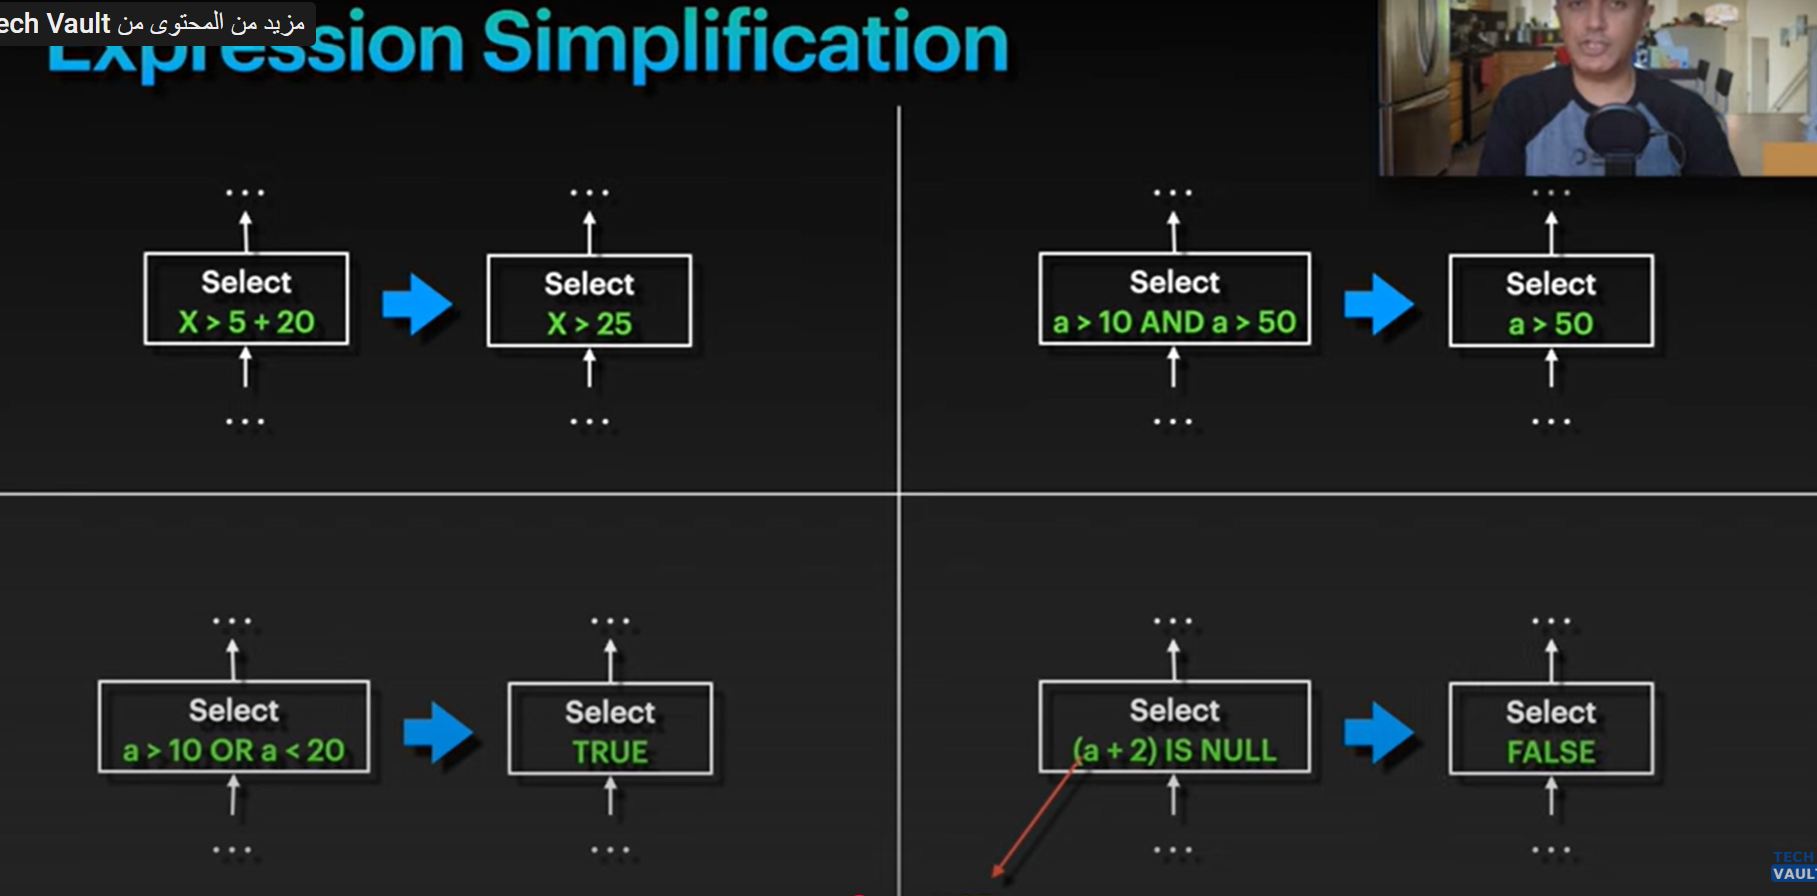 مزيد من المحتوى من Tech Vault
Expression Simplification
...
...
Select
X > 5 + 20
Select
X > 25
...
...
...
...
Select
a > 10 AND a > 50
Select
a > 50
...
...
...
...
Select
a > 10 OR a < 20
Select
TRUE
...
...
...
...
Select
(a + 2) IS NULL
Select
FALSE
...
...
TECH
VAULT